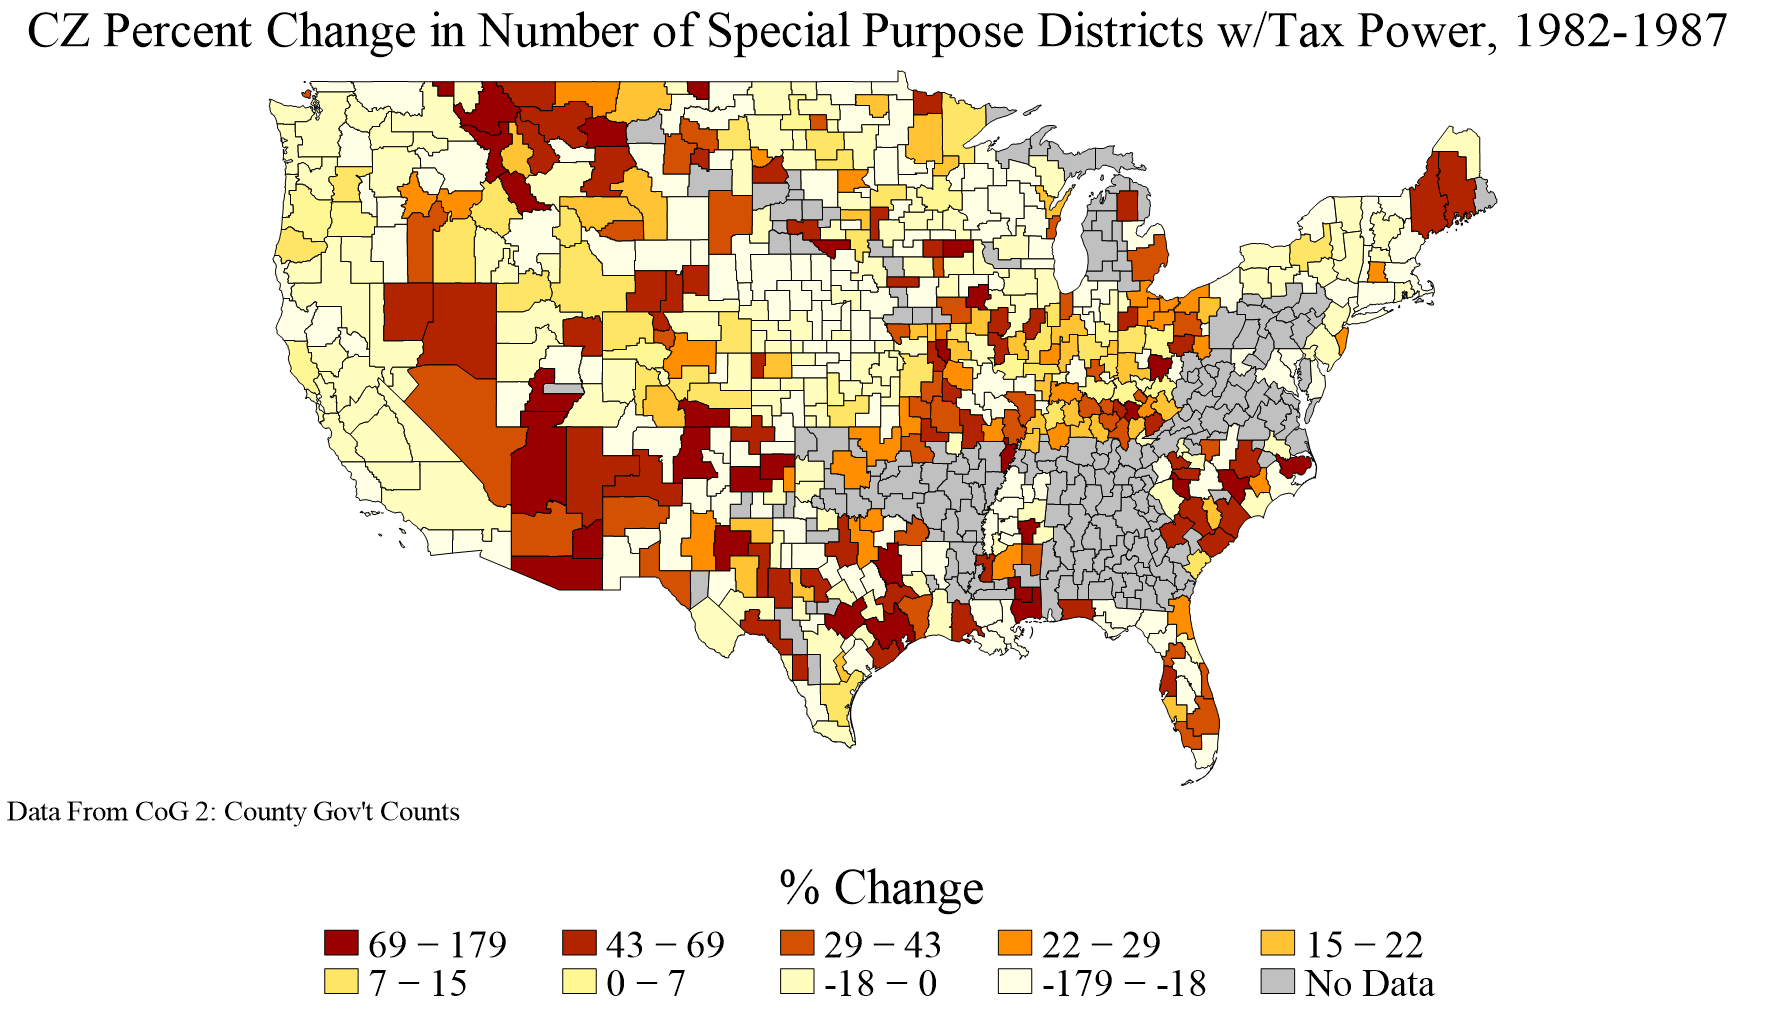 CZ Percent Change in Number of Special Purpose Districts w/Tax Power, 1982-1987
Data From CoG 2: County Gov't Counts
% Change
69 − 179 43 − 69 29 − 43 22 − 29 15 − 22
7 − 15 0 − 7 -18 − 0 -179 − -18 No Data